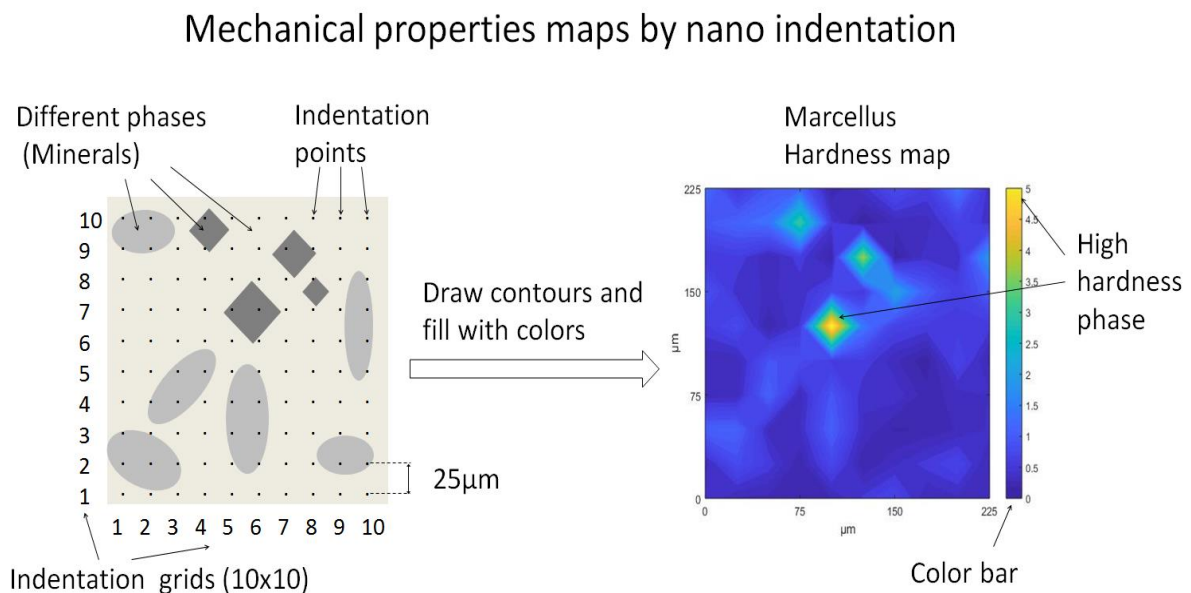 Mechanical properties maps by nano indentation
Different phases
(Minerals)
Indentation
points
10
9
8
7
6
5
4
3
2
1
1 2 3 4 5 6 7 8 9 10
25μm
Indentation grids (10x10)
Draw contours and
fill with colors
Marcellus
Hardness map
225
150
75
0
μm
0 75 150 225
μm
5
4.5
4
3.5
3
2.5
2
1.5
1
0.5
0
High
hardness
phase
Color bar